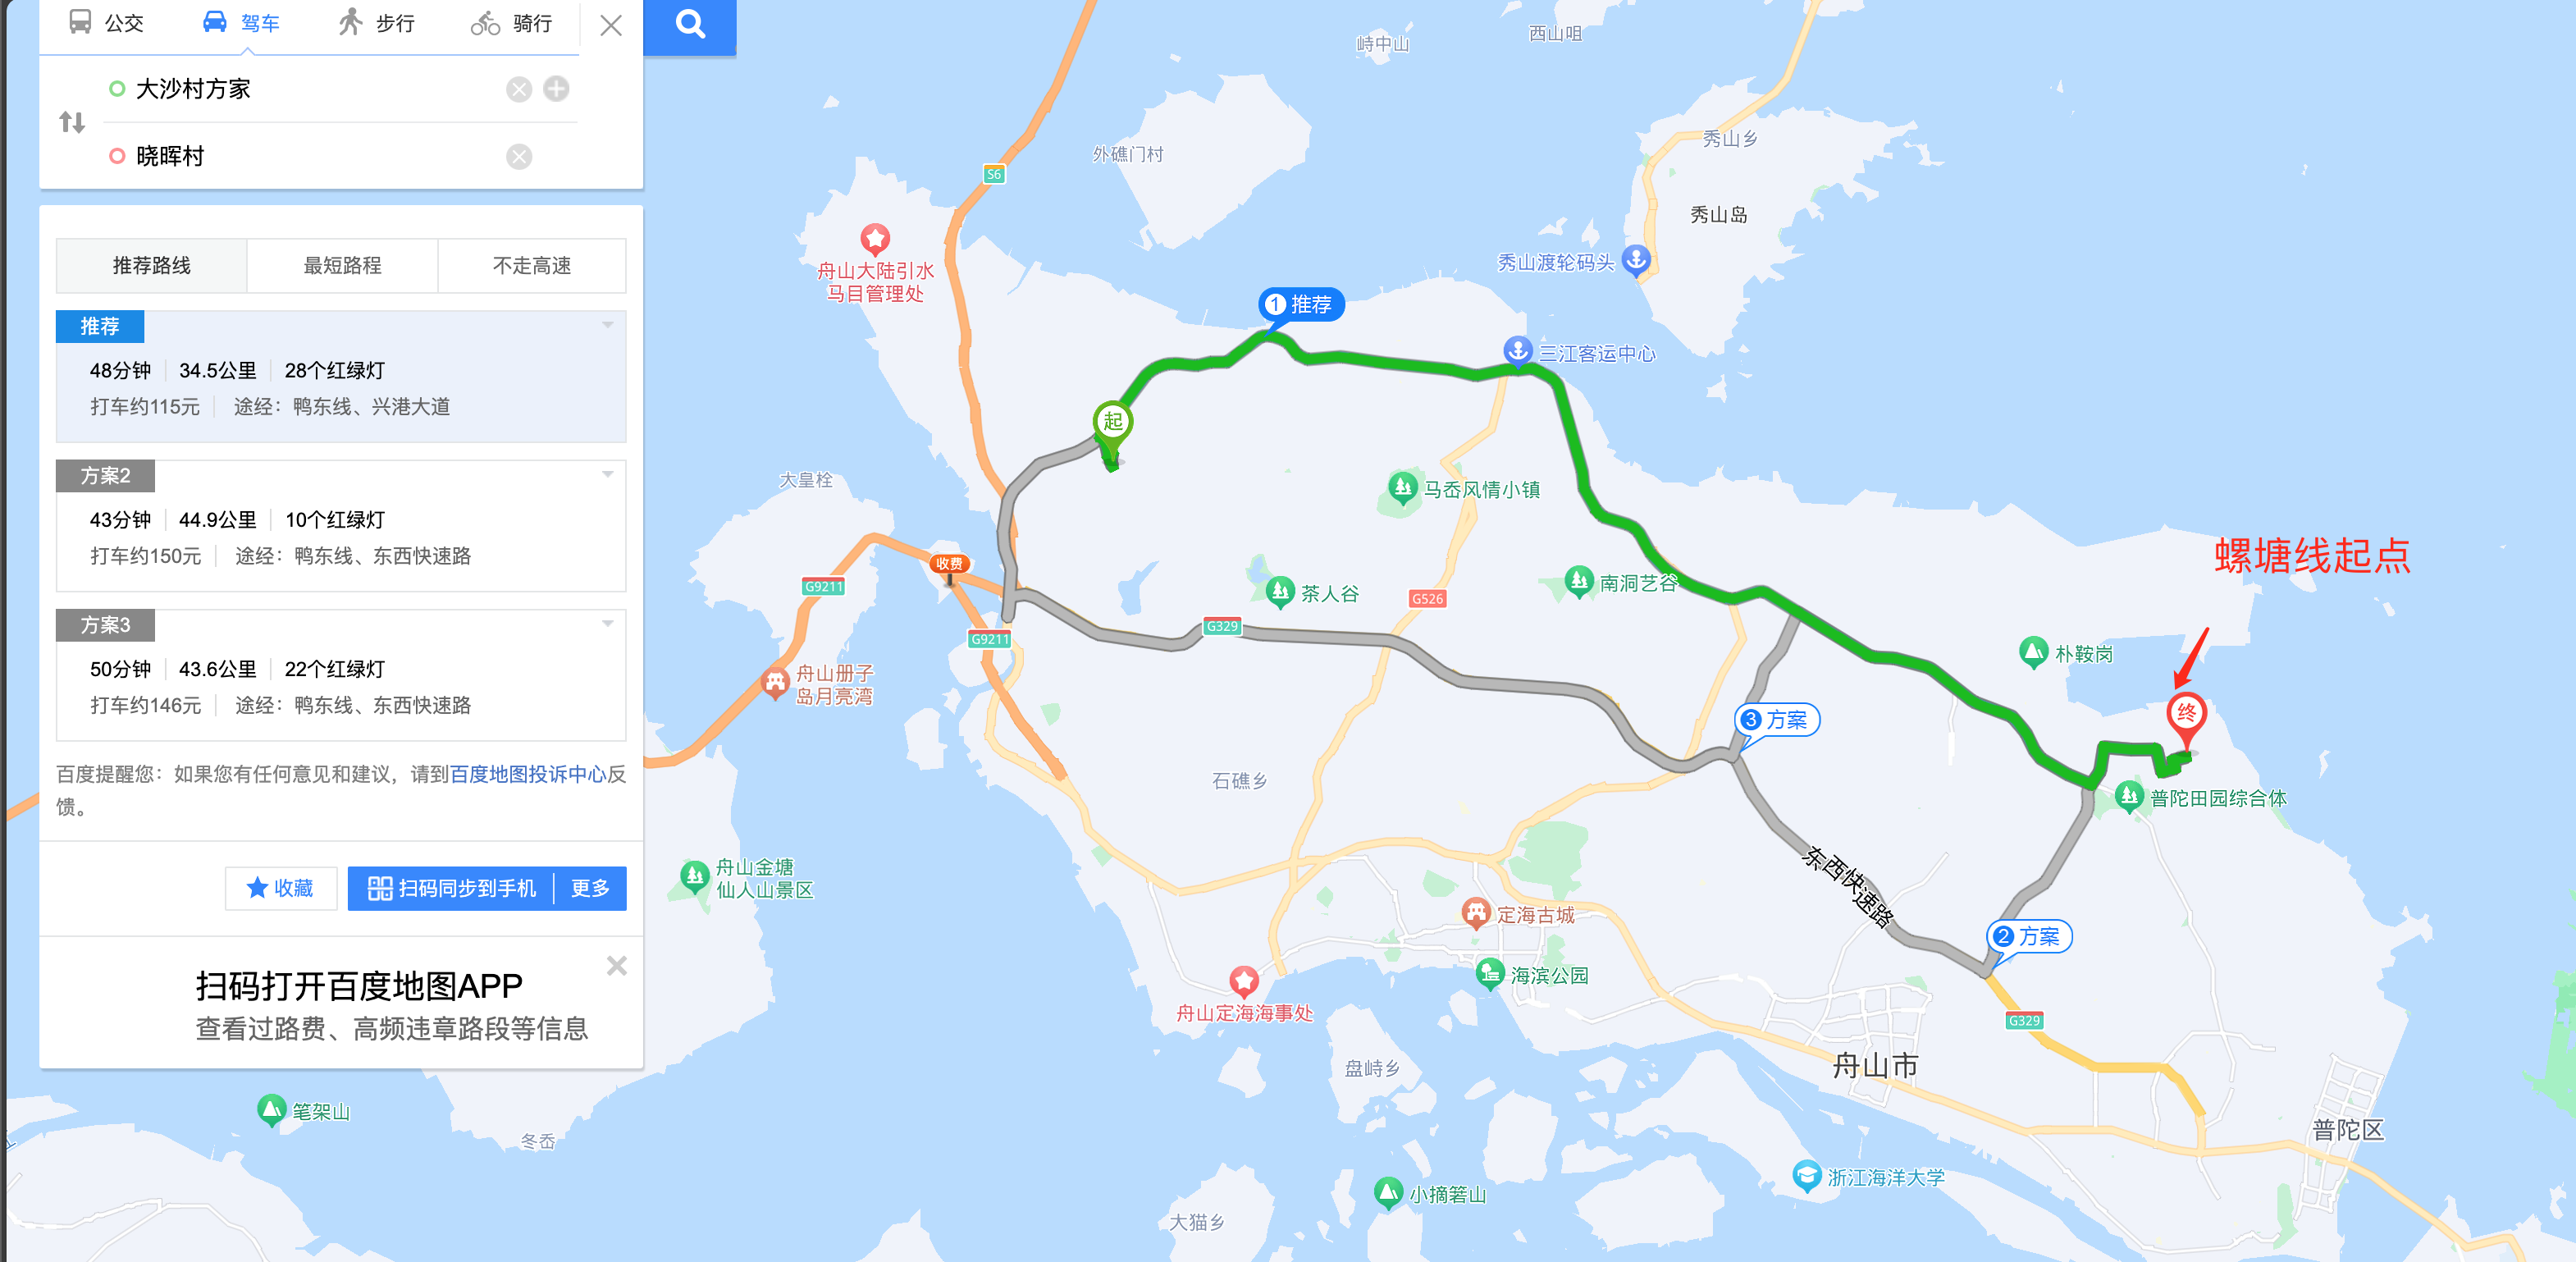 公交
驾车
步行
骑行
大沙村方家
晓晖村
推荐路线
最短路程
不走高速
推荐
48分钟 34.5公里 28个红绿灯
打车约115元 途经：鸭东线、兴港大道
方案2
43分钟 44.9公里 10个红绿灯
打车约150元 途经：鸭东线、东西快速路
方案3
50分钟 43.6公里 22个红绿灯
打车约146元 途经：鸭东线、东西快速路
百度提醒您：如果您有任何意见和建议，请到百度地图投诉中心反
馈。
收藏
扫码同步到手机
更多
扫码打开百度地图APP
查看过路费、高频违章路段等信息
西山咀
峙中山
秀山乡
外礁门村
S6
秀山岛
秀山渡轮码头
舟山大陆引水
马目管理处
1 推荐
三江客运中心
起
大皇栓
马岙风情小镇
螺塘线起点
收费
G9211
南洞艺谷
茶人谷
G526
G329
G9211
朴鞍岗
舟山册子
岛月亮湾
终
3 方案
石礁乡
普陀田园综合体
东西快速路
舟山金塘
仙人山景区
定海古城
2 方案
海滨公园
舟山定海海事处
G329
舟山市
盘峙乡
笔架山
冬岙
普陀区
浙江海洋大学
小摘箬山
大猫乡